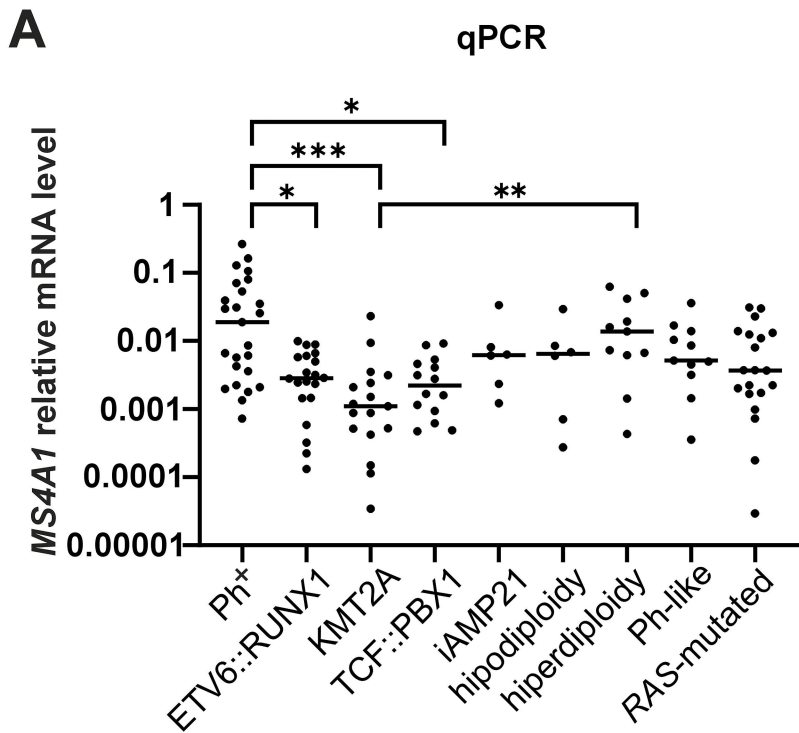 A
qPCR
MS4A1 relative mRNA level
*
***
*
**
1
0.1
0.01
0.001
0.0001
0.00001
Ph⁺
ETV6::RUNX1
KMT2A
TCF::PBX1
iAMP21
hipodiploidy
hiperdiploidy
Ph-like
RAS-mutated